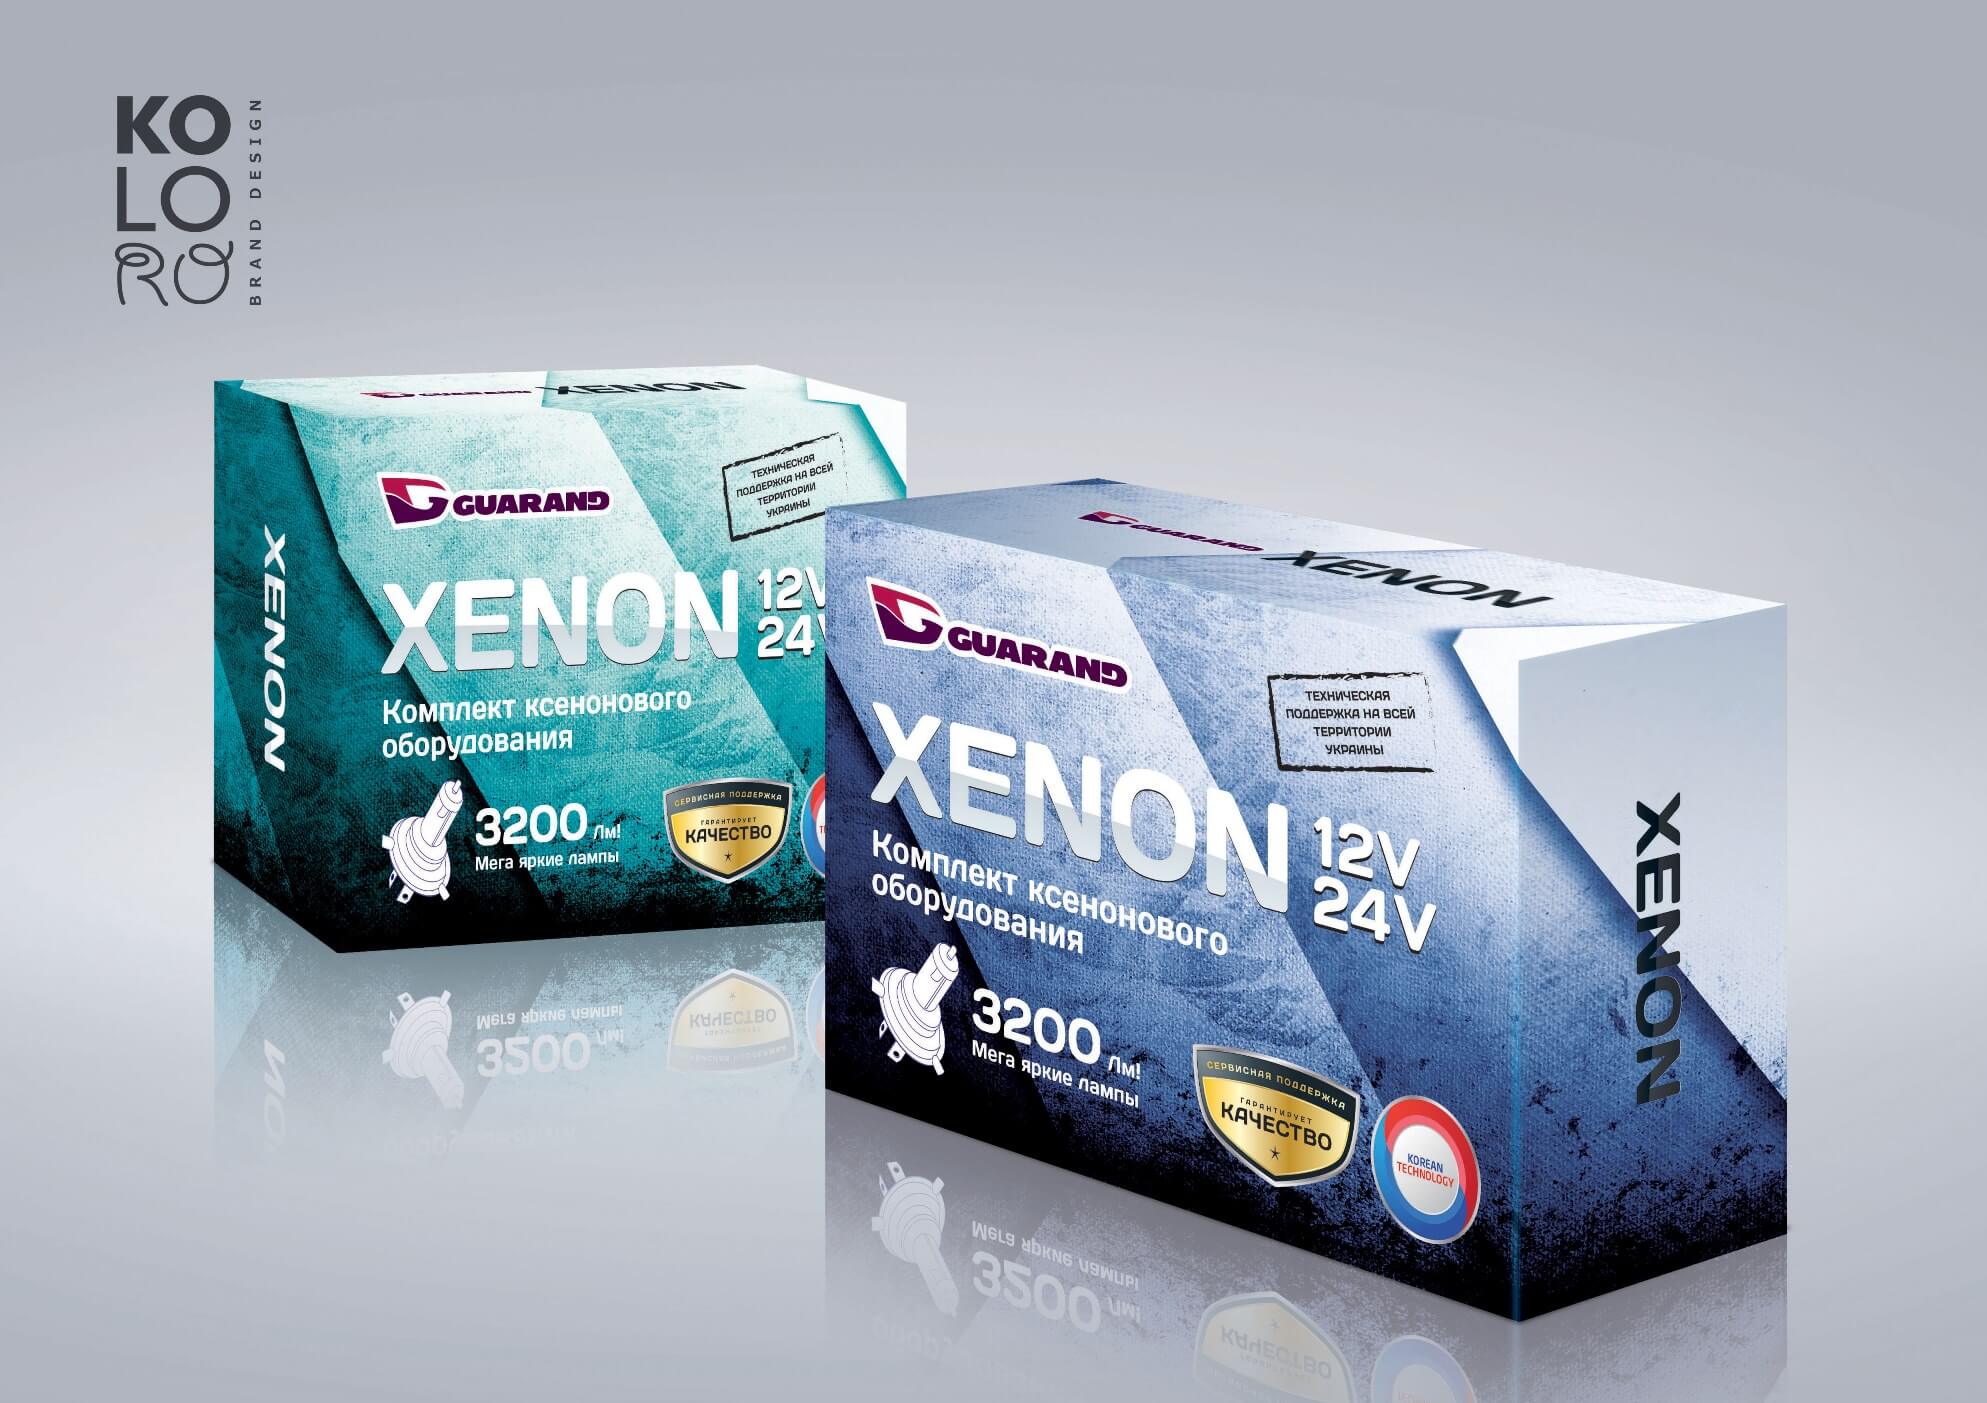 KO
LO
RO
BRAND DESIGN
GUARAND XENON
GUARAND
ТЕХНИЧЕСКАЯ
ПОДДЕРЖКА НА ВСЕЙ
ТЕРРИТОРИИ
УКРАИНЫ
XENON
XENON 12V
24V
Комплект ксенонового
оборудования
3200 Лм!
Мега яркие лампы
СЕРВИСНАЯ ПОДДЕРЖКА
ГАРАНТИРУЕТ
КАЧЕСТВО
GUARAND XENON
GUARAND
ТЕХНИЧЕСКАЯ
ПОДДЕРЖКА НА ВСЕЙ
ТЕРРИТОРИИ
УКРАИНЫ
XENON 12V
24V
Комплект ксенонового
оборудования
3200 Лм!
Мега яркие лампы
СЕРВИСНАЯ ПОДДЕРЖКА
ГАРАНТИРУЕТ
КАЧЕСТВО
KOREAN
TECHNOLOGY
XENON